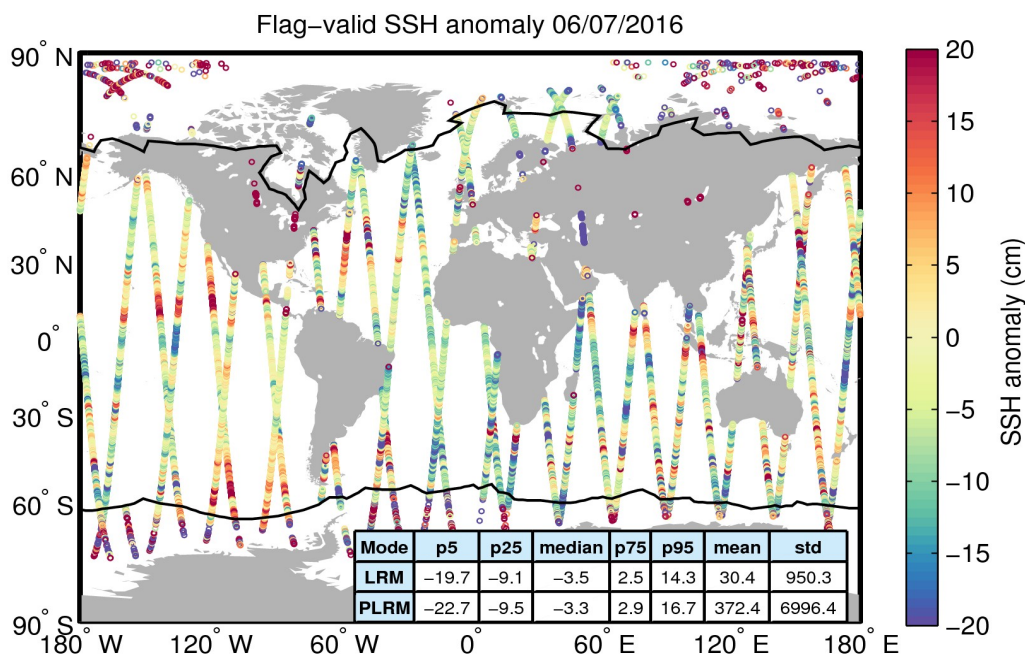 Flag−valid SSH anomaly 06/07/2016
90° N
60° N
30° N
0°
30° S
60° S
90° S
180° W
120° W
60° W
0°
60° E
120° E
180° E
Mode p5 p25 median p75 p95 mean std
LRM −19.7 −9.1 −3.5 2.5 14.3 30.4 950.3
PLRM −22.7 −9.5 −3.3 2.9 16.7 372.4 6996.4
20
15
10
5
0
−5
−10
−15
−20
SSH anomaly (cm)